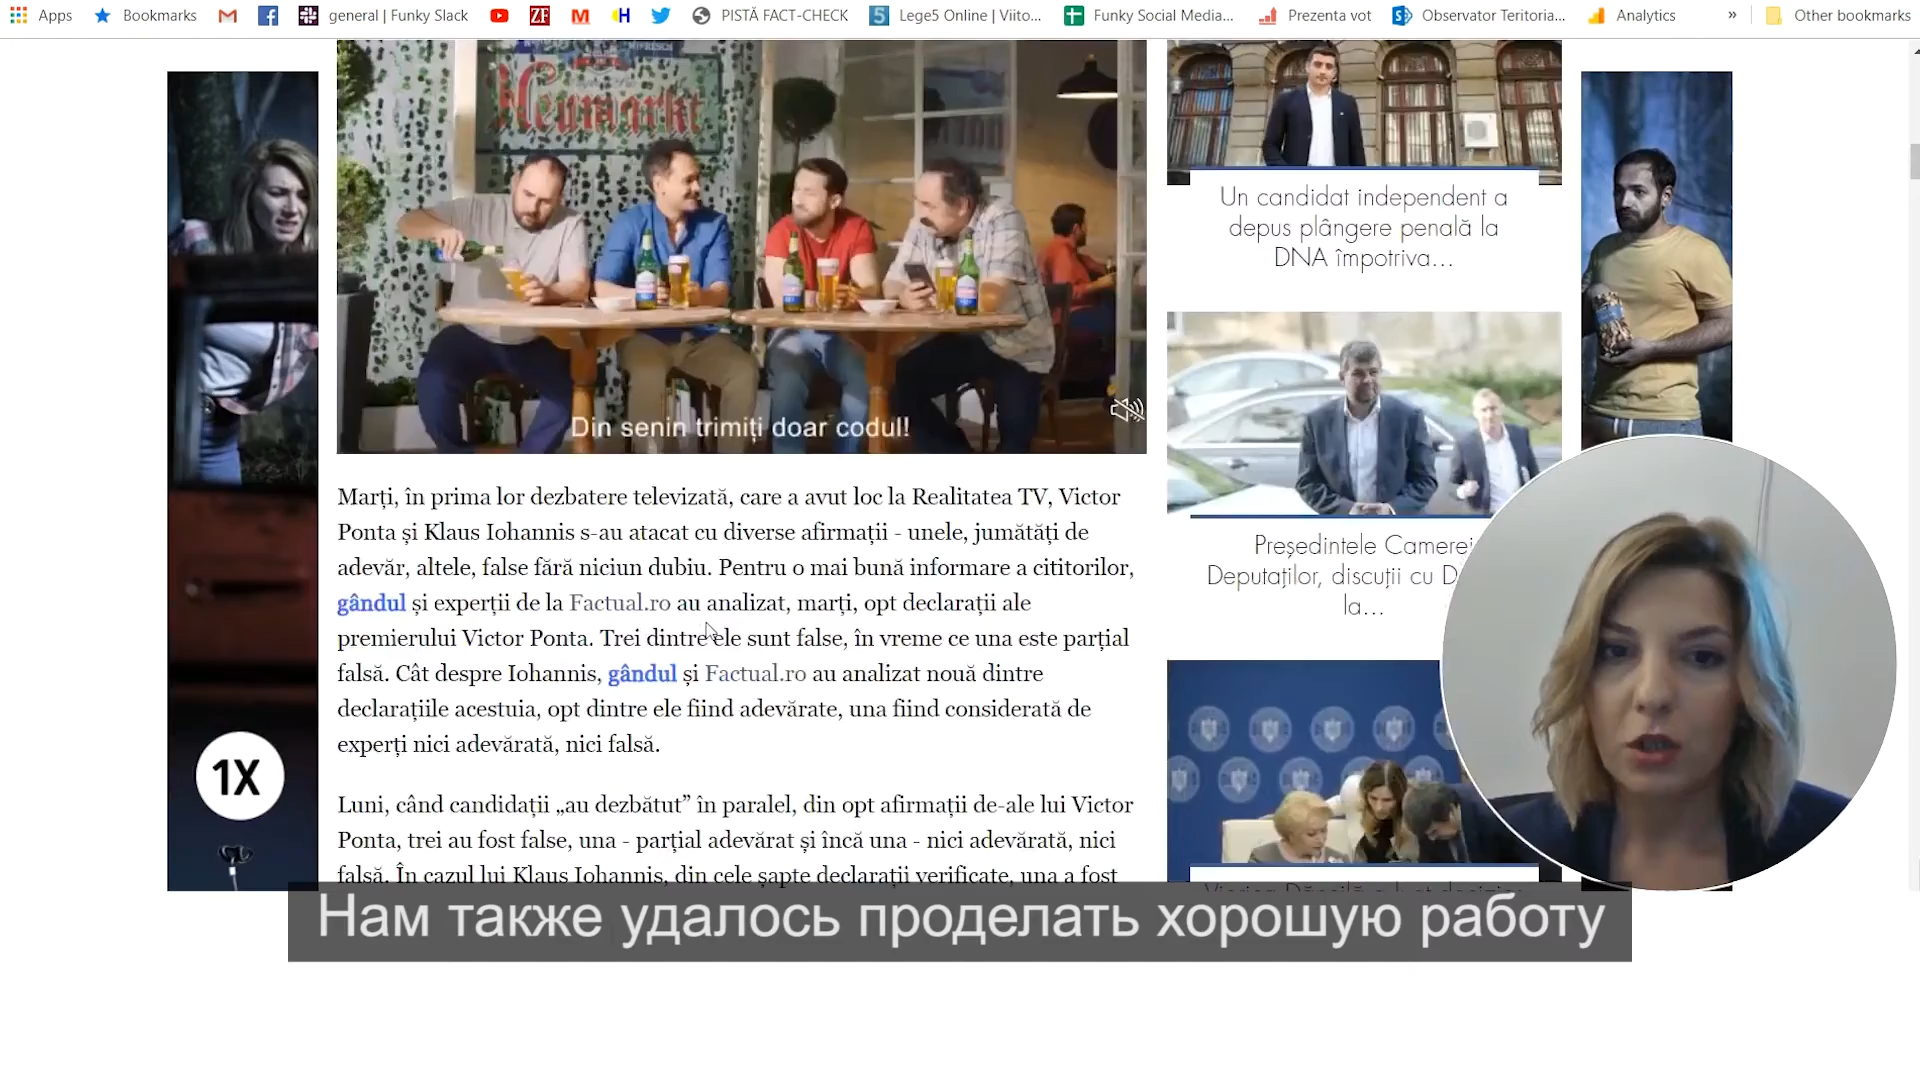 Apps
Bookmarks
general | Funky Slack
ZF
M
H
PISTĂ FACT-CHECK
5
Lege5 Online | Viito...
Funky Social Media...
Prezenta vot
S
Observator Teritoria...
Analytics
»
Other bookmarks
Neumarkt
Din senin trimiți doar codul!
Un candidat independent a
depus plângere penală la
DNA împotriva...
Președintele Camerei
Deputaților, discuții cu
la...
Marți, în prima lor dezbatere televizată, care a avut loc la Realitatea TV, Victor
Ponta și Klaus Iohannis s-au atacat cu diverse afirmații - unele, jumătăți de
adevăr, altele, false fără niciun dubiu. Pentru o mai bună informare a cititorilor,
gândul și experții de la Factual.ro au analizat, marți, opt declarații ale
premierului Victor Ponta. Trei dintre ele sunt false, în vreme ce una este parțial
falsă. Cât despre Iohannis, gândul și Factual.ro au analizat nouă dintre
declarațiile acestuia, opt dintre ele fiind adevărate, una fiind considerată de
experți nici adevărată, nici falsă.
Luni, când candidații „au dezbătut” în paralel, din opt afirmații de-ale lui Victor
Ponta, trei au fost false, una - parțial adevărat și încă una - nici adevărată, nici
falsă. În cazul lui Klaus Iohannis, din cele șapte declarații verificate, una a fost
1X
Нам также удалось проделать хорошую работу